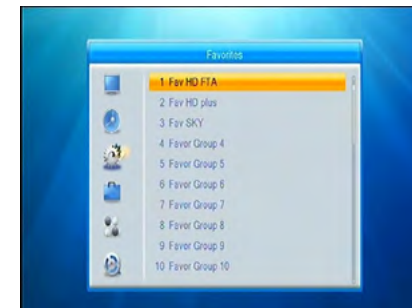 Favorites
1 Fav HD FTA
2 Fav HD plus
3 Fav SKY
4 Favor Group 4
5 Favor Group 5
6 Favor Group 6
7 Favor Group 7
8 Favor Group 8
9 Favor Group 9
10 Favor Group 10